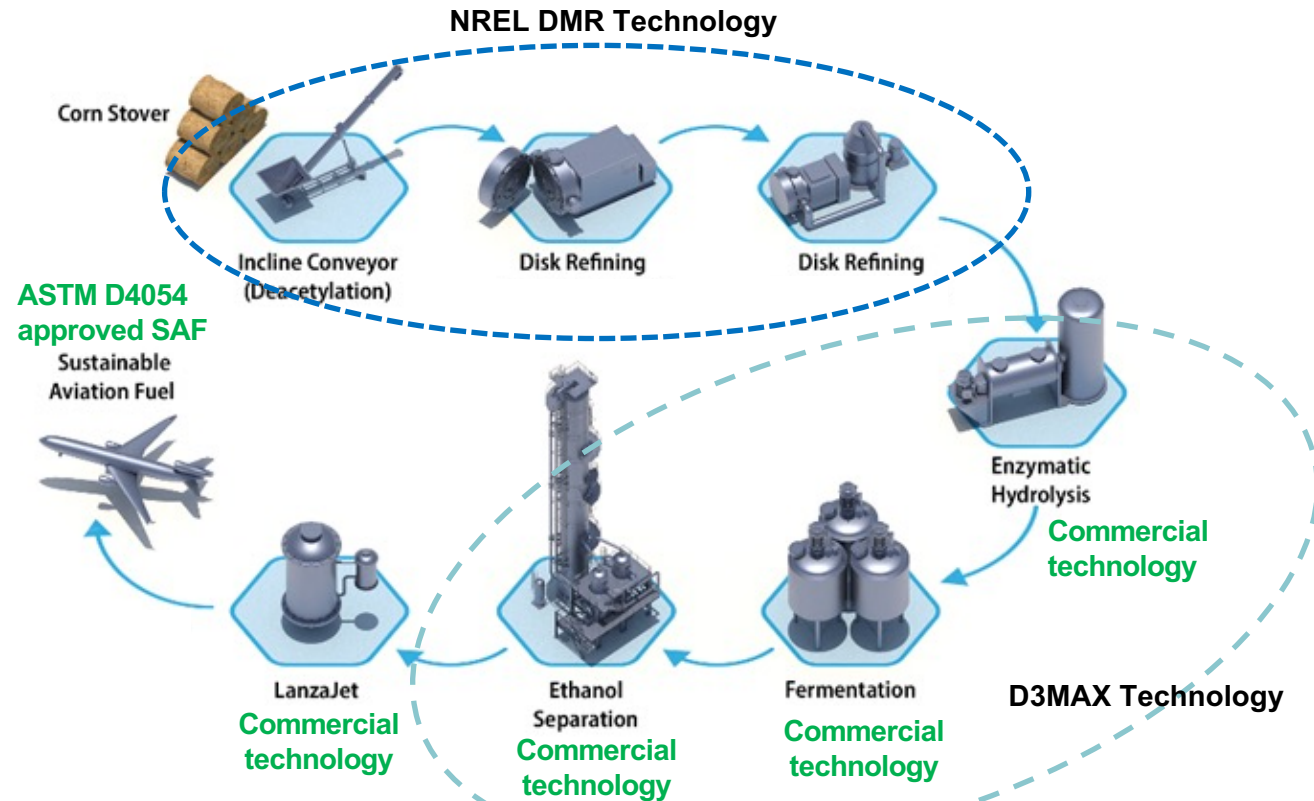 NREL DMR Technology
Corn Stover
Incline Conveyor
(Deacetylation)
Disk Refining
Disk Refining
ASTM D4054
approved SAF
Sustainable
Aviation Fuel
Enzymatic
Hydrolysis
Commercial
technology
LanzaJet
Commercial
technology
Ethanol
Separation
Commercial
technology
Fermentation
Commercial
technology
D3MAX Technology